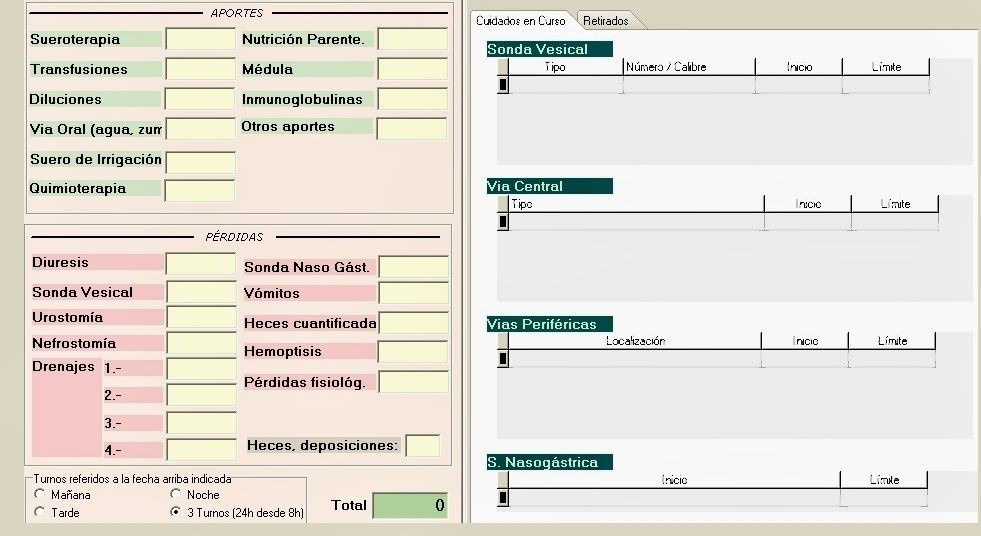 APORTES
Sueroterapia
Nutrición Parente.
Transfusiones
Médula
Diluciones
Inmunoglobulinas
Via Oral (agua, zum
Otros aportes
Suero de Irrigación
Quimioterapia
PÉRDIDAS
Diuresis
Sonda Naso Gást.
Sonda Vesical
Vómitos
Urostomía
Heces cuantificada
Nefrostomía
Hemoptisis
Drenajes 1.-
Pérdidas fisiológ.
2.-
3.-
4.-
Heces, deposiciones:
Turnos referidos a la fecha arriba indicada
Mañana
Noche
Tarde
3 Turnos (24h desde 8h)
Total 0
Cuidados en Curso Retirados
Sonda Vesical
Tipo Número / Calibre Inicio Límite
Via Central
Tipo Inicio Límite
Vias Periféricas
Localización Inicio Límite
S. Nasogástrica
Inicio Límite